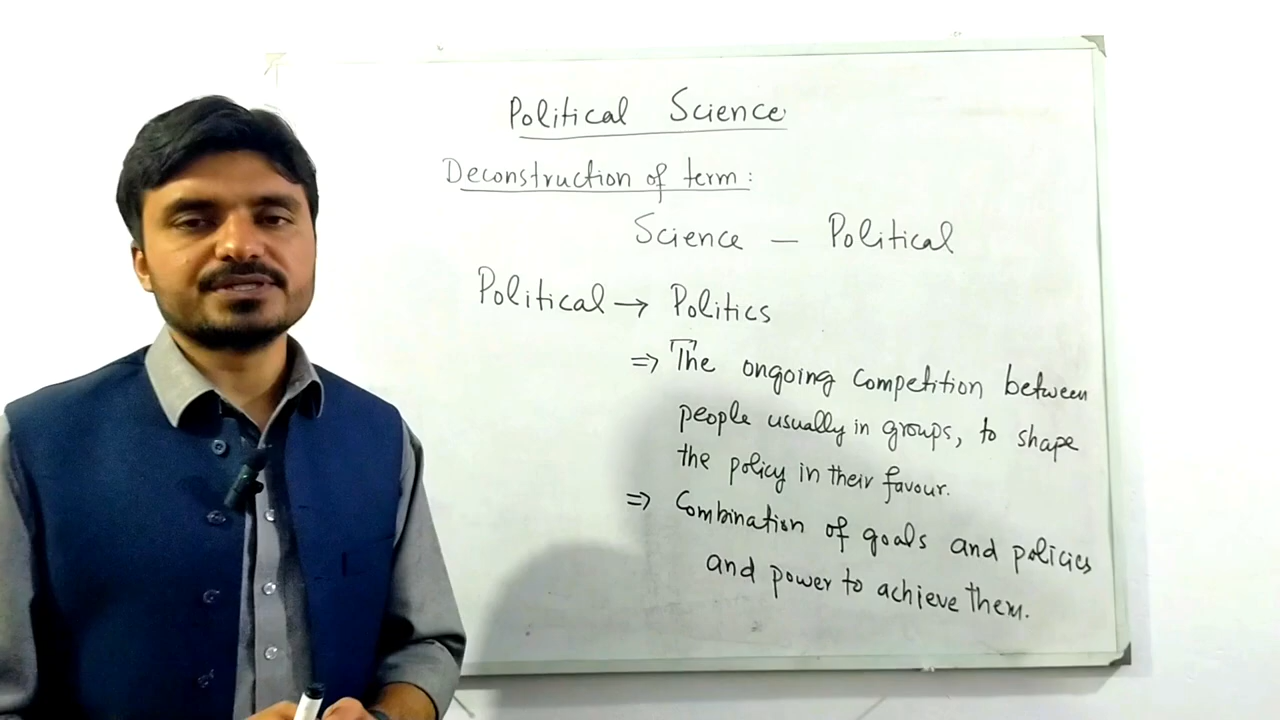 Political Science
Deconstruction of term:
Science — Political
Political → Politics
⇒ The ongoing competition between
people usually in groups, to shape
the policy in their favour.
⇒ Combination of goals and policies
and power to achieve them.